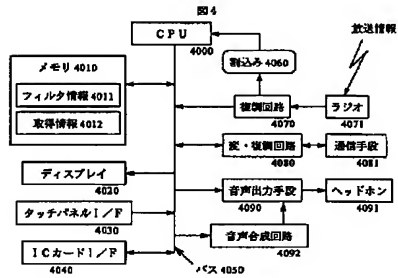 図4
CPU
4000
放送情報
割込み 4060
メモリ 4010
フィルタ情報 4011
取得情報 4012
復調回路
4070
ラジオ
4071
変・復調回路
4080
通信手段
4081
ディスプレイ
4020
音声出力手段
4090
ヘッドホン
4091
タッチパネルI/F
4030
音声合成回路
4092
ICカードI/F
4040
バス 4050